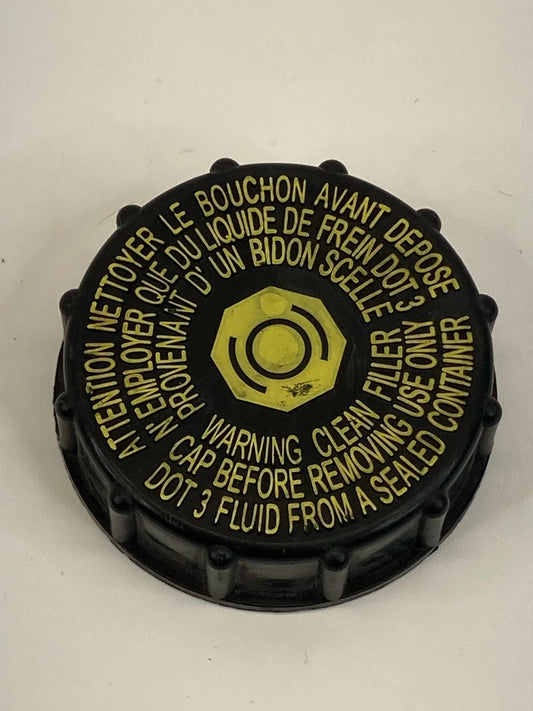 ATTENTION NETTOYER LE BOUCHON AVANT DEPOSE
N'EMPLOYER QUE DU LIQUIDE DE FREIN DOT 3
PROVENANT D'UN BIDON SCELLE
WARNING CLEAN FILLER
CAP BEFORE REMOVING USE ONLY
DOT 3 FLUID FROM A SEALED CONTAINER